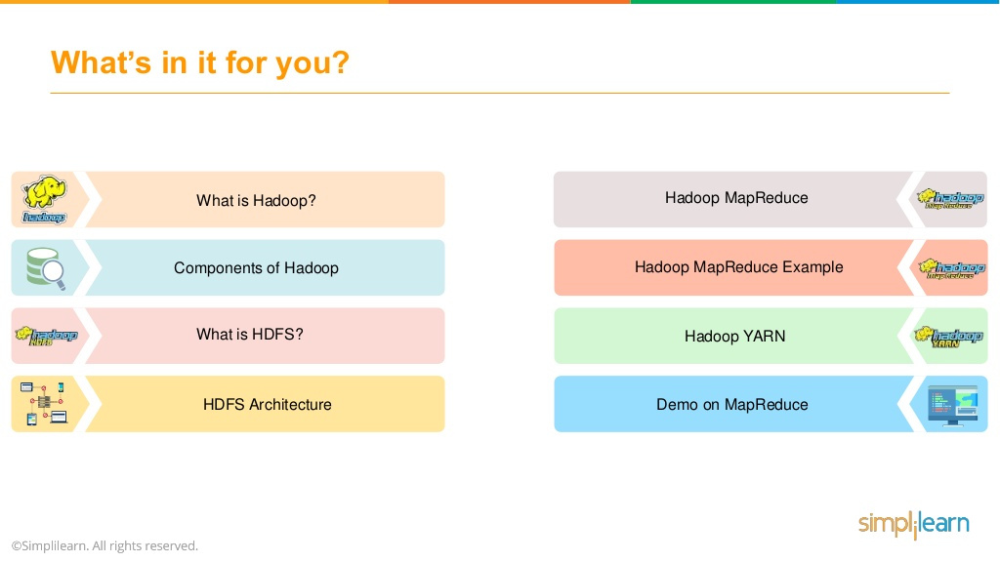 What's in it for you?
What is Hadoop?
hadoop
Components of Hadoop
What is HDFS?
hadoop
HDFS
HDFS Architecture
Hadoop MapReduce
hadoop
MapReduce
Hadoop MapReduce Example
hadoop
MapReduce
Hadoop YARN
hadoop
YARN
Demo on MapReduce
simplilearn
©Simplilearn. All rights reserved.